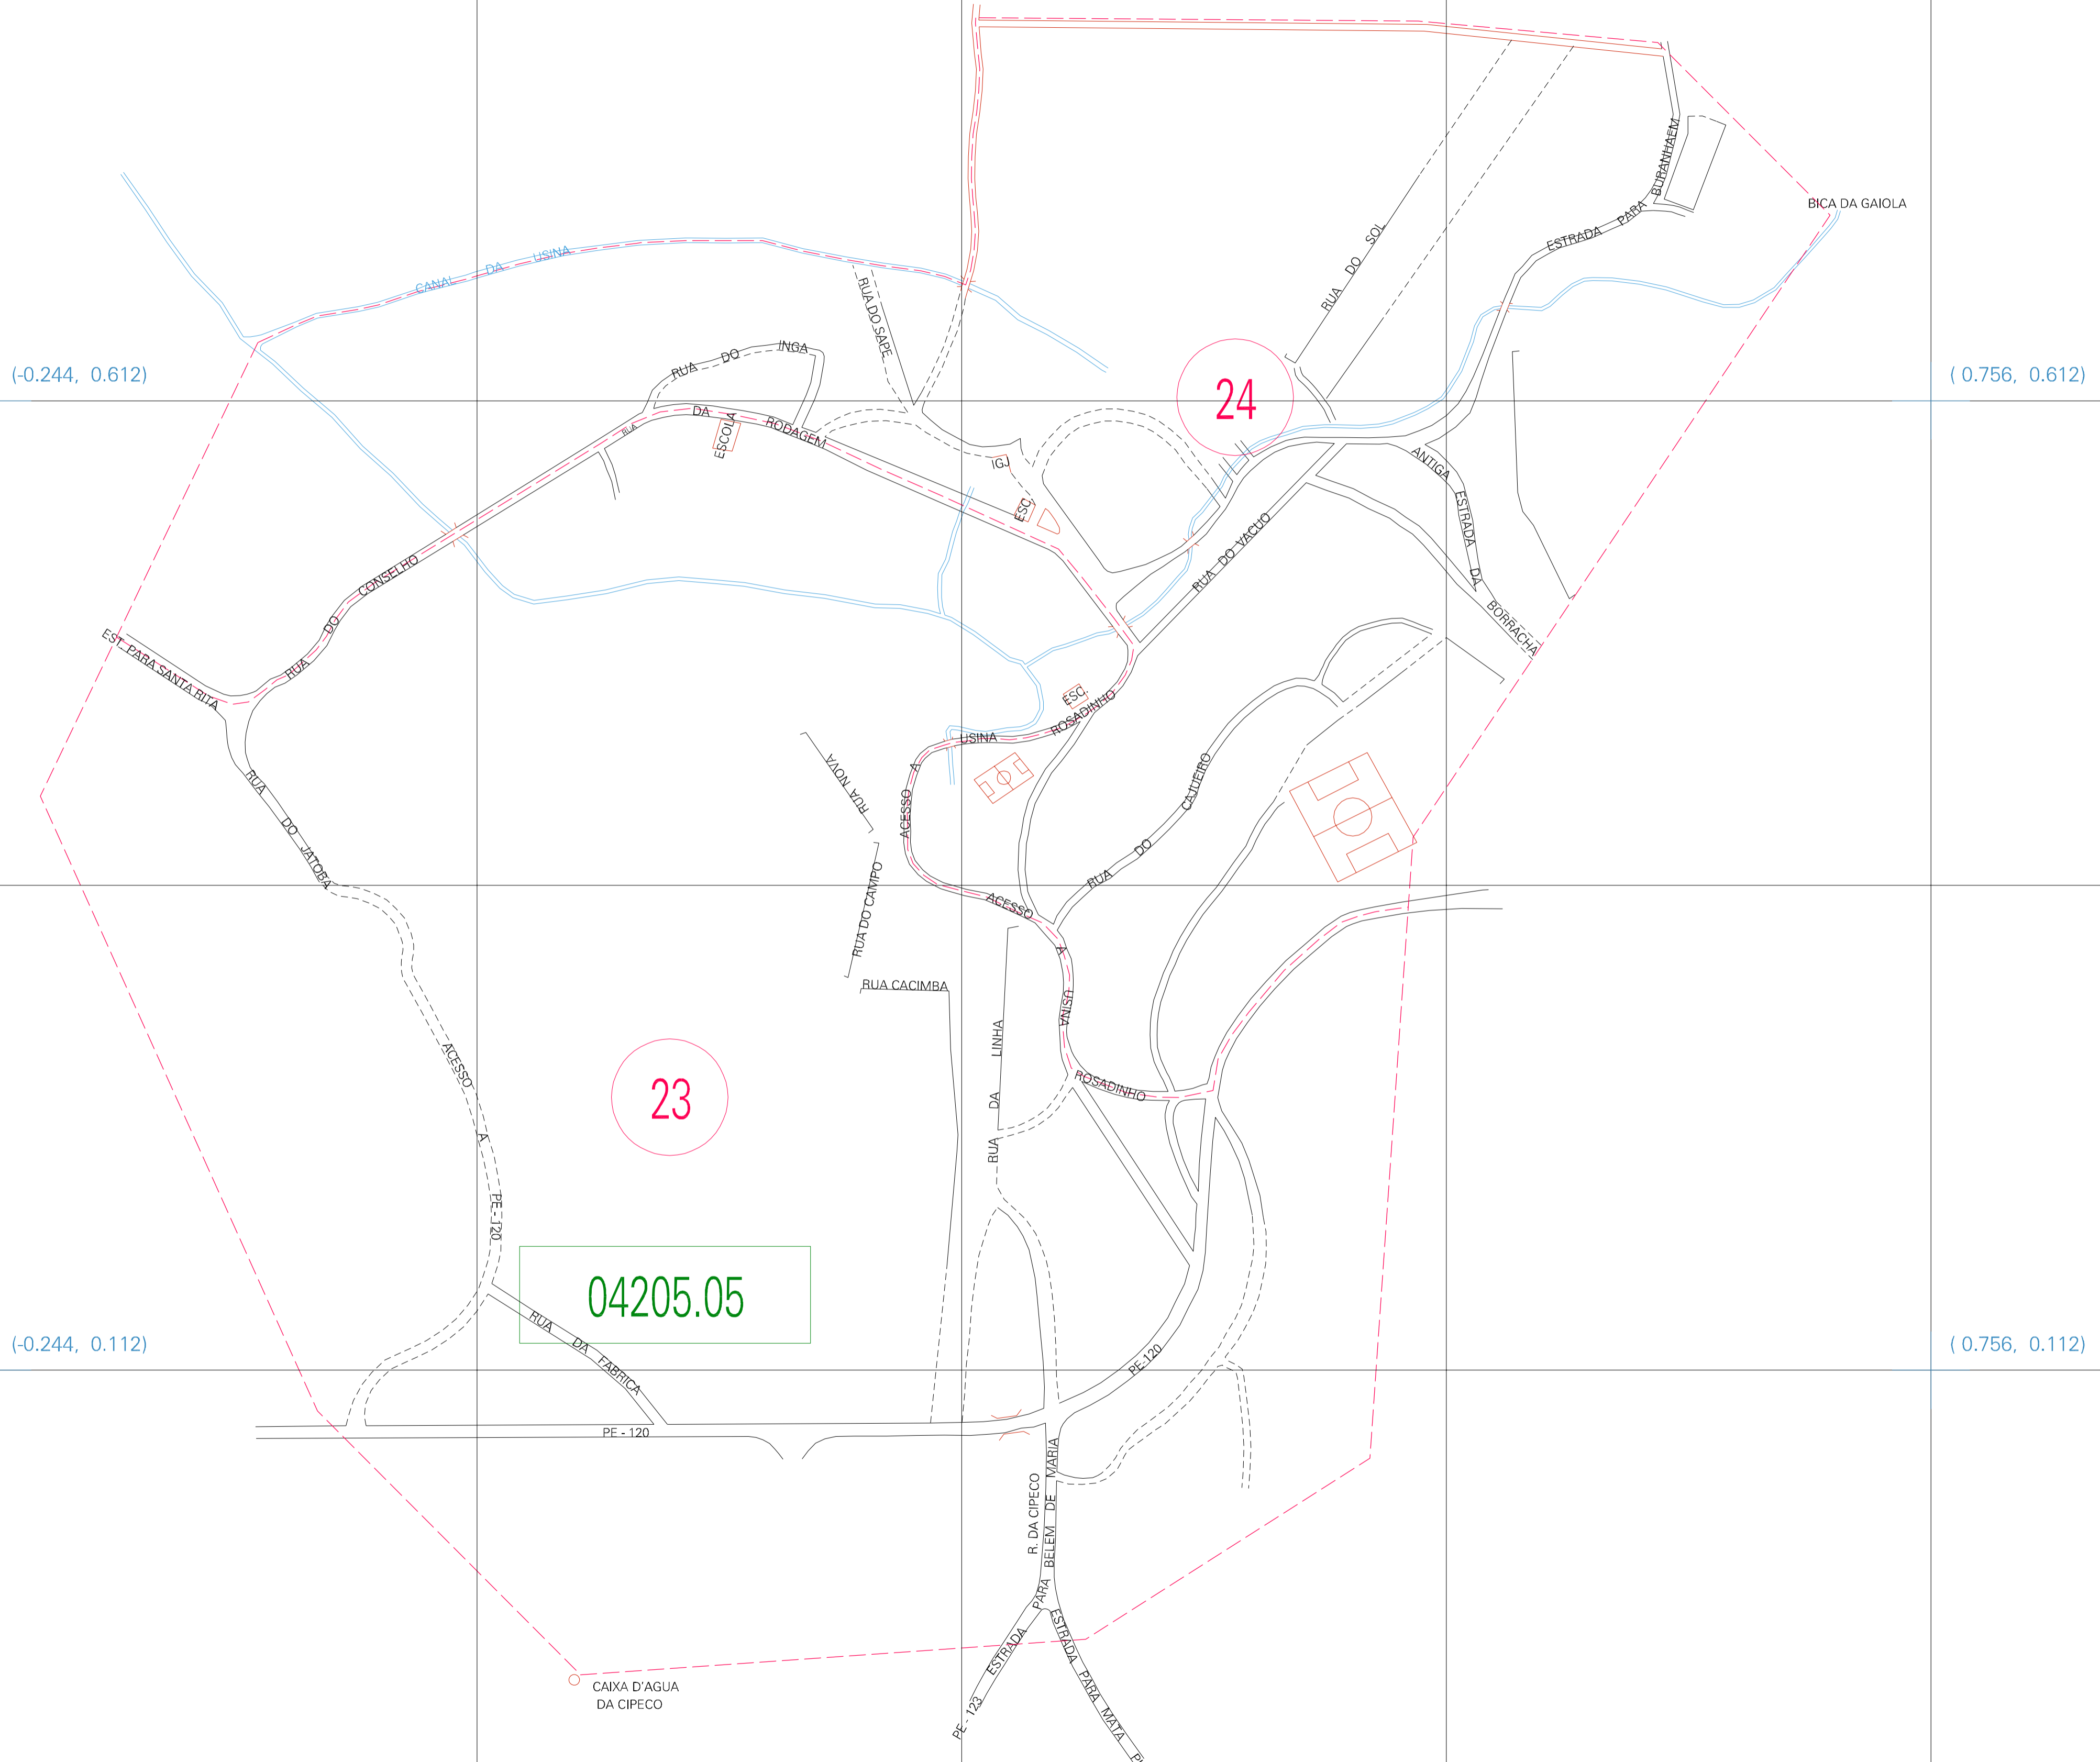 BICA DA GAIOLA
ESTRADA PARA BURANHAEM
RUA DO SOL
CANAL DA USINA
RUA DO SAPE
RUA DO INGA
(-0.244, 0.612)
( 0.756, 0.612)
24
RUA DA RODAGEM
ESCOLA
IGJ
ESC.
ANTIGA ESTRADA DA BORRACHA
RUA DO VACUO
RUA DO CONSELHO
EST. PARA SANTA RITA
ESC.
ACESSO A USINA ROSADINHO
RUA NOVA
RUA DO CAJUEIRO
RUA DO JATOBA
RUA DO CAMPO
ACESSO A USINA ROSADINHO
RUA CACIMBA
RUA DA LINHA
23
ACESSO A PE - 120
04205.05
RUA DA FABRICA
(-0.244, 0.112)
( 0.756, 0.112)
PE-120
PE - 120
R. DA CIPECO
ESTRADA PARA BELEM DE MARIA
PE - 123
ESTRADA PARA MATA
CAIXA D'AGUA
DA CIPECO